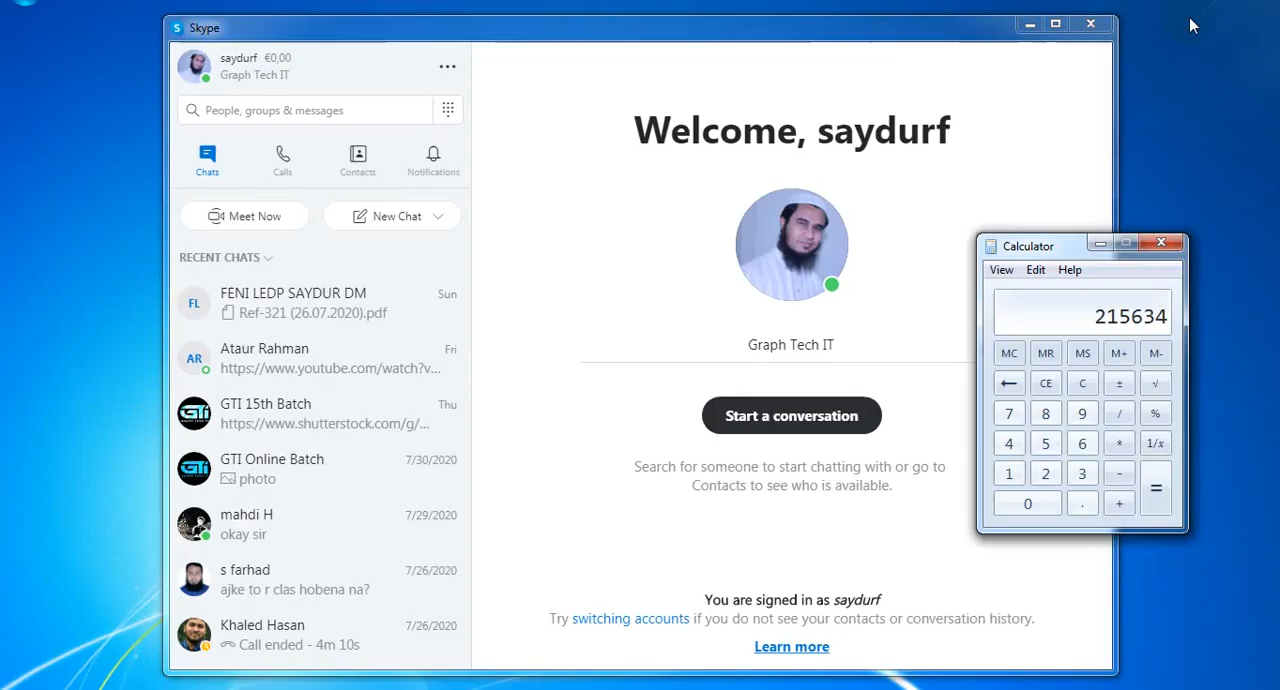 Skype
saydurf €0,00
Graph Tech IT
People, groups & messages
Chats Calls Contacts Notifications
Meet Now New Chat
RECENT CHATS
FL FENI LEDP SAYDUR DM Sun
Ref-321 (26.07.2020).pdf
AR Ataur Rahman Fri
https://www.youtube.com/watch?v...
GTi GTI 15th Batch Thu
https://www.shutterstock.com/g/...
GTi GTI Online Batch 7/30/2020
photo
mahdi H 7/29/2020
okay sir
s farhad 7/26/2020
ajke to r clas hobena na?
Khaled Hasan 7/26/2020
Call ended - 4m 10s
Welcome, saydurf
Graph Tech IT
Start a conversation
Search for someone to start chatting with or go to
Contacts to see who is available.
You are signed in as saydurf
Try switching accounts if you do not see your contacts or conversation history.
Learn more
Calculator
View Edit Help
215634
MC MR MS M+ M-
← CE C ± √
7 8 9 / %
4 5 6 * 1/x
1 2 3 - =
0 . +